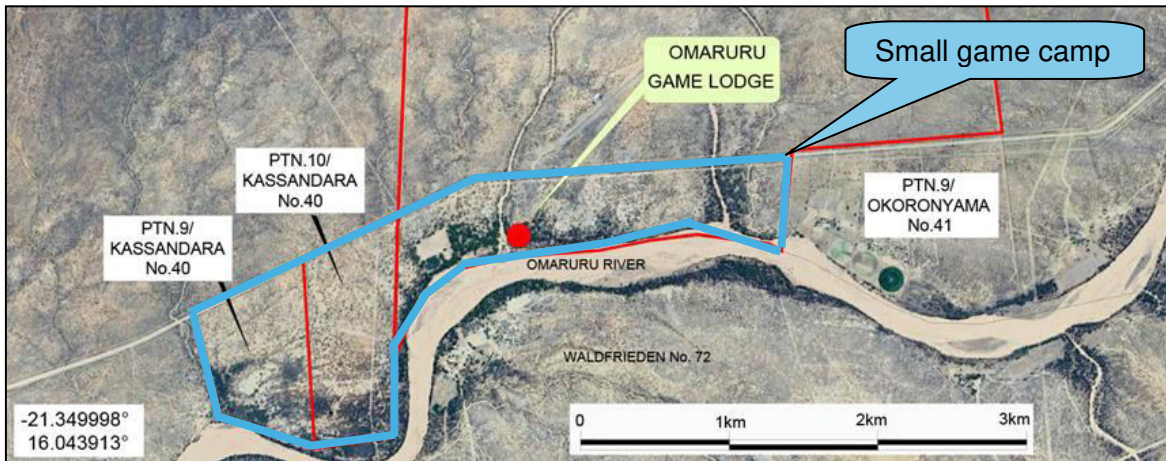 OMARURU
GAME LODGE
Small game camp
PTN.10/
KASSANDARA
No.40
PTN.9/
KASSANDARA
No.40
PTN.9/
OKORONYAMA
No.41
OMARURU RIVER
WALDFRIEDEN No. 72
-21.349998°
16.043913°
0 1km 2km 3km